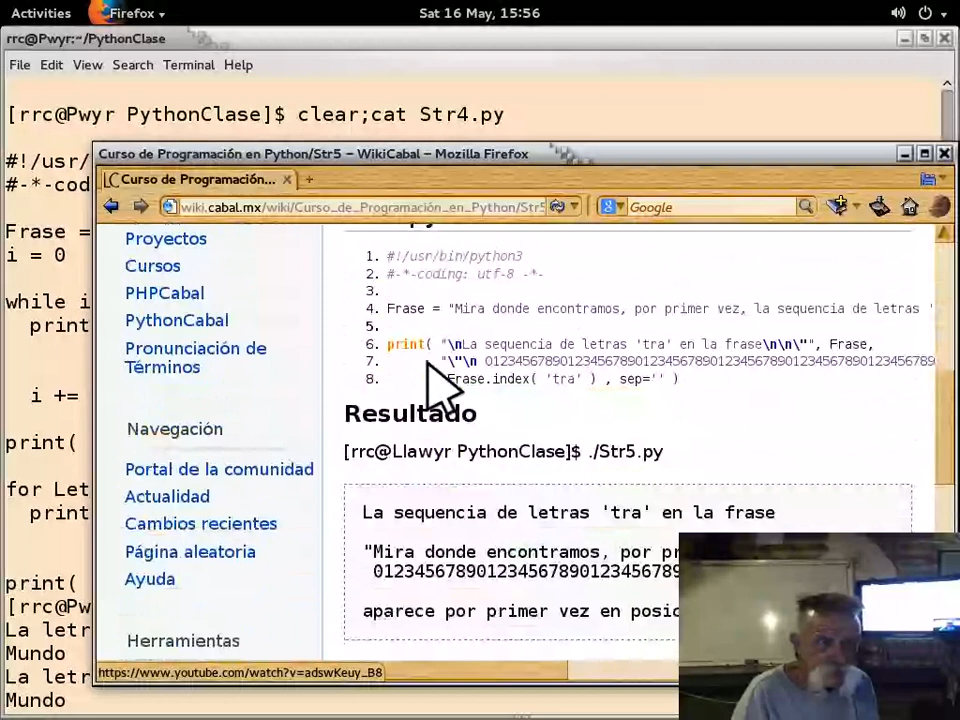 Activities Firefox Sat 16 May, 15:56
rrc@Pwyr:~/PythonClase
File Edit View Search Terminal Help
[rrc@Pwyr PythonClase]$ clear;cat Str4.py
#!/usr/
#-*-cod
Frase =
i = 0
while i
print
i +=
print(
for Let
print
print(
[rrc@Pw
La letr
Mundo
La letr
Mundo
Curso de Programación en Python/Str5 – WikiCabal – Mozilla Firefox
Curso de Programación...
wiki.cabal.mx/wiki/Curso_de_Programación_en_Python/Str5
Google
Proyectos
Cursos
PHPCabal
PythonCabal
Pronunciación de
Términos
Navegación
Portal de la comunidad
Actualidad
Cambios recientes
Página aleatoria
Ayuda
Herramientas
1. #!/usr/bin/python3
2. #-*-coding: utf-8 -*-
3.
4. Frase = "Mira donde encontramos, por primer vez, la sequencia de letras '
5.
6. print( "\nLa sequencia de letras 'tra' en la frase\n\n\"", Frase,
7. "\"\n 012345678901234567890123456789012345678901234567890123456789
8. Frase.index( 'tra' ) , sep='' )
Resultado
[rrc@Llawyr PythonClase]$ ./Str5.py
La sequencia de letras 'tra' en la frase
"Mira donde encontramos, por pr
0123456789012345678901234567890123456789
aparece por primer vez en posic
https://www.youtube.com/watch?v=adswKeuy_B8